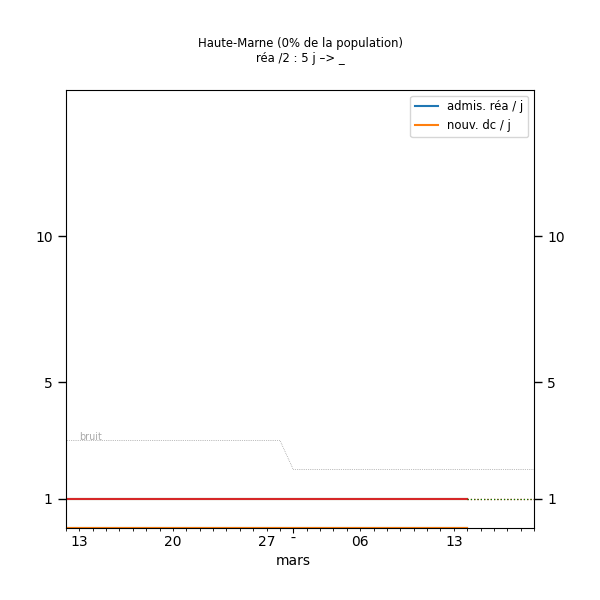 Haute-Marne (0% de la population)
réa /2 : 5 j –> _
admis. réa / j
nouv. dc / j
10 10
5 5
bruit
1 1
13 20 27 - 06 13
mars